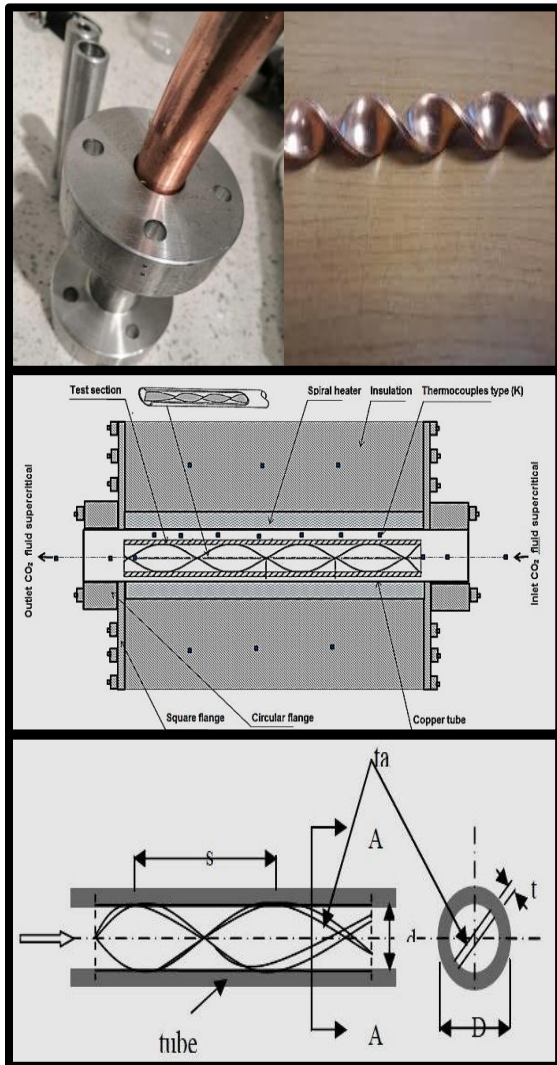 Test section
Spiral heater
Insulation
Thermocouples type (K)
Outlet CO₂ fluid supercritical
Inlet CO₂ fluid supercritical
Square flange
Circular flange
Copper tube
ta
A
s
t
D
tube
A